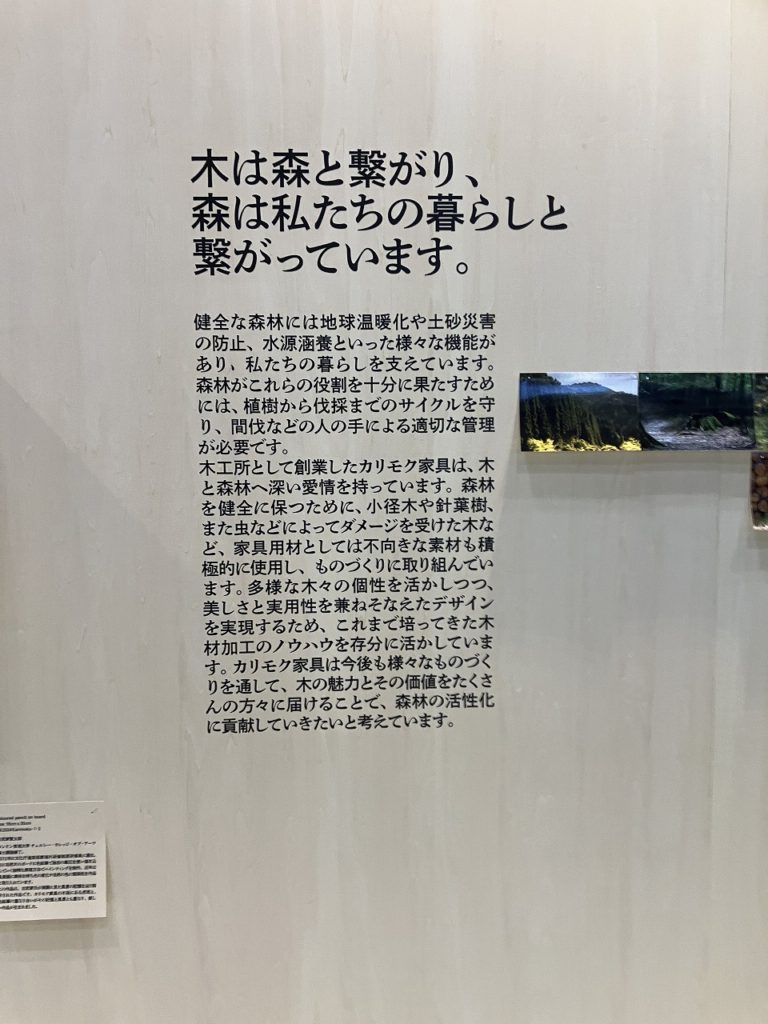 木は森と繋がり、
森は私たちの暮らしと
繋がっています。
健全な森林には地球温暖化や土砂災害
の防止、水源涵養といった様々な機能が
あり、私たちの暮らしを支えています。
森林がこれらの役割を十分に果たすため
には、植樹から伐採までのサイクルを守
り、間伐などの人の手による適切な管理
が必要です。
木工所として創業したカリモク家具は、木
と森林へ深い愛情を持っています。森林
を健全に保つために、小径木や針葉樹、
また虫などによってダメージを受けた木な
ど、家具用材としては不向きな素材も積
極的に使用し、ものづくりに取り組んでい
ます。多様な木々の個性を活かしつつ、
美しさと実用性を兼ねそなえたデザイン
を実現するため、これまで培ってきた木
材加工のノウハウを存分に活かしていま
す。カリモク家具は今後も様々なものづく
りを通して、木の魅力とその価値をたくさ
んの方々に届けることで、森林の活性化
に貢献していきたいと考えています。